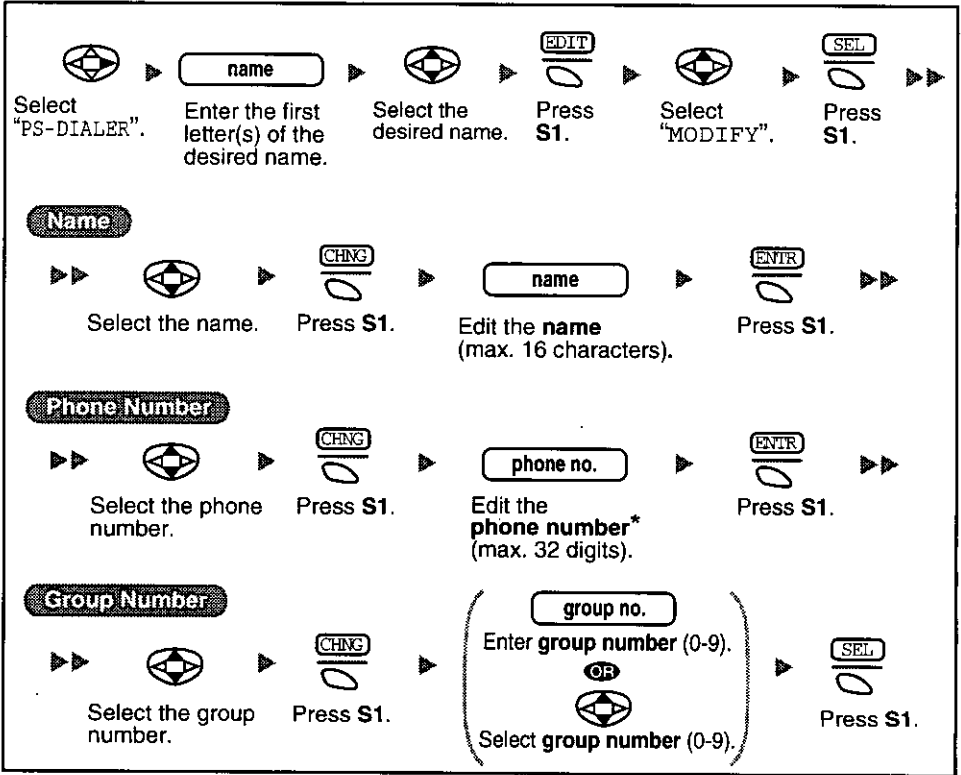 EDIT
SEL
name
Select "PS-DIALER".
Enter the first letter(s) of the desired name.
Select the desired name.
Press S1.
Select "MODIFY".
Press S1.
Name
CHNG
name
ENTR
Select the name.
Press S1.
Edit the name (max. 16 characters).
Press S1.
Phone Number
CHNG
phone no.
ENTR
Select the phone number.
Press S1.
Edit the phone number* (max. 32 digits).
Press S1.
Group Number
group no.
CHNG
Enter group number (0-9).
SEL
OR
Select the group number.
Press S1.
Select group number (0-9).
Press S1.